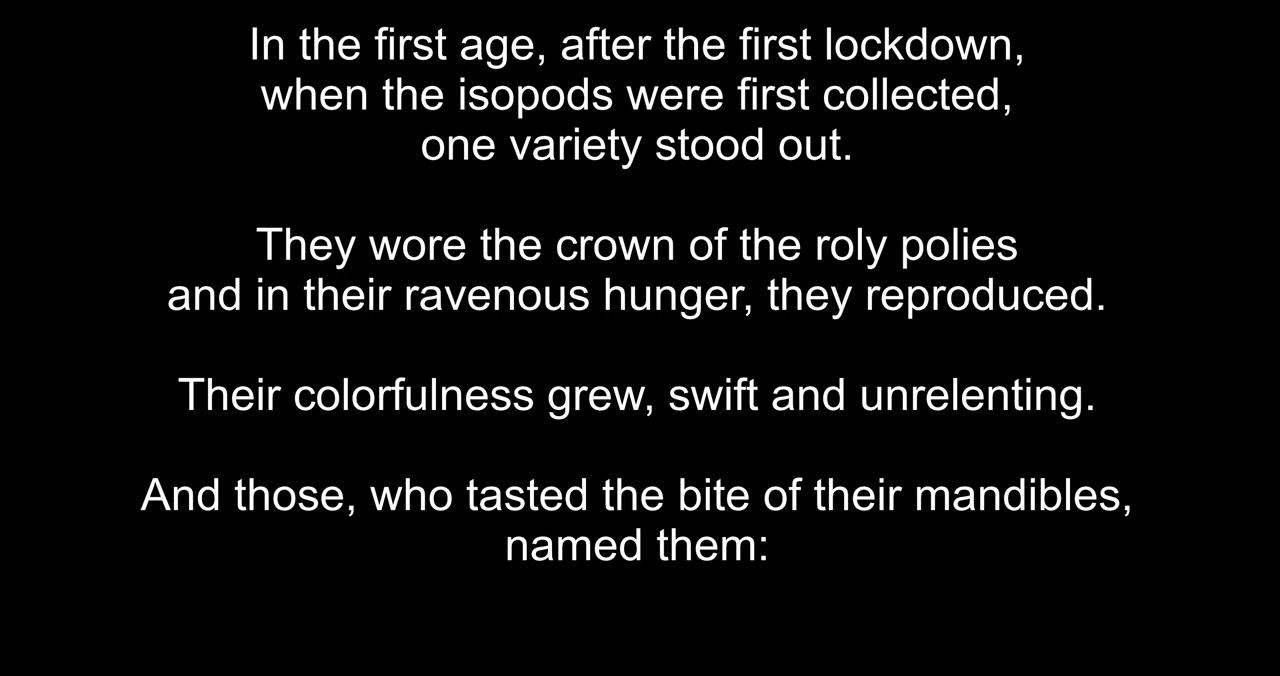 In the first age, after the first lockdown,
when the isopods were first collected,
one variety stood out.
They wore the crown of the roly polies
and in their ravenous hunger, they reproduced.
Their colorfulness grew, swift and unrelenting.
And those, who tasted the bite of their mandibles,
named them: